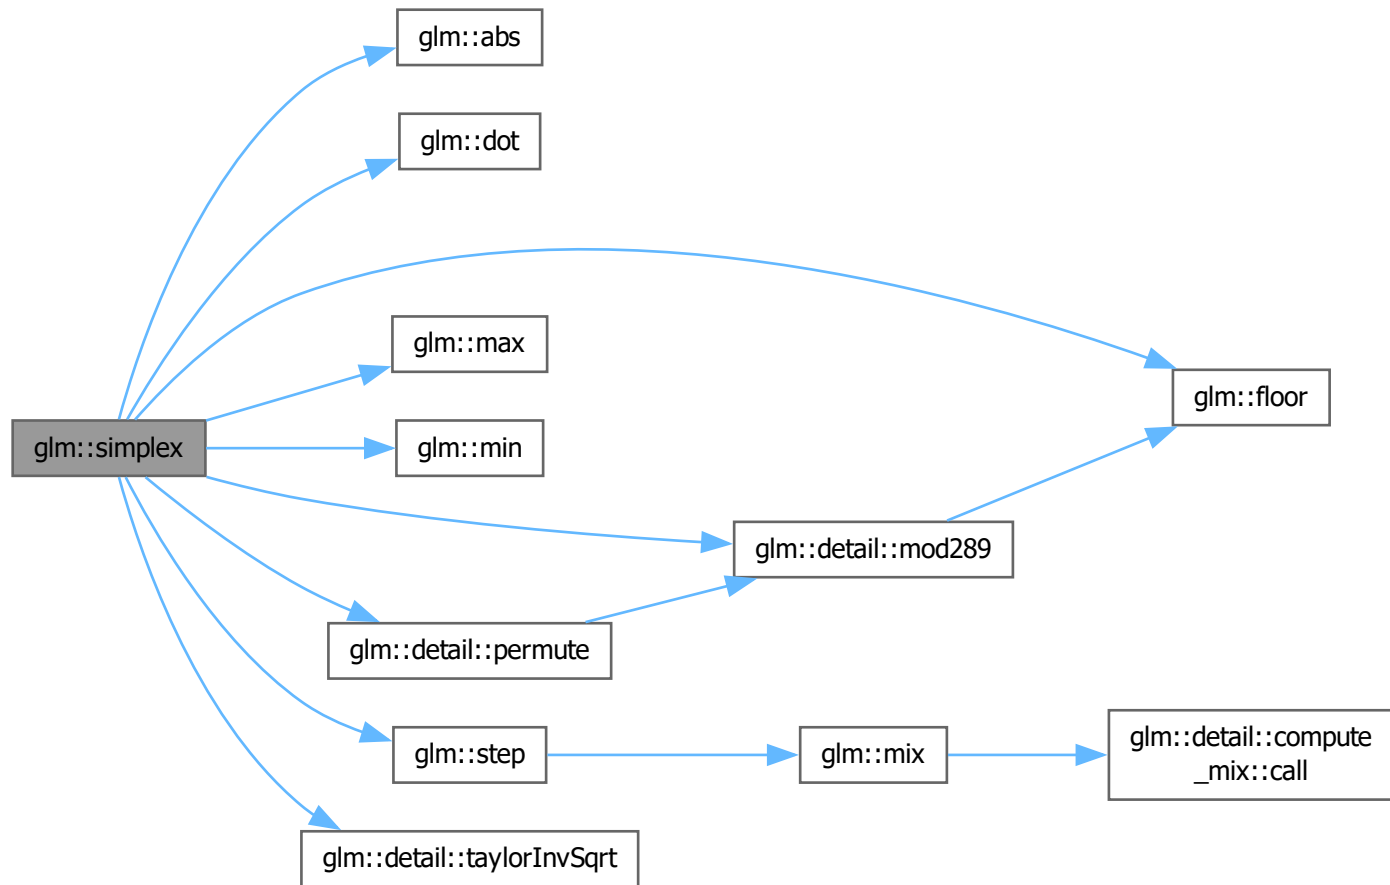 glm::abs
glm::dot
glm::max
glm::floor
glm::simplex
glm::min
glm::detail::mod289
glm::detail::permute
glm::step
glm::mix
glm::detail::compute
_mix::call
glm::detail::taylorInvSqrt